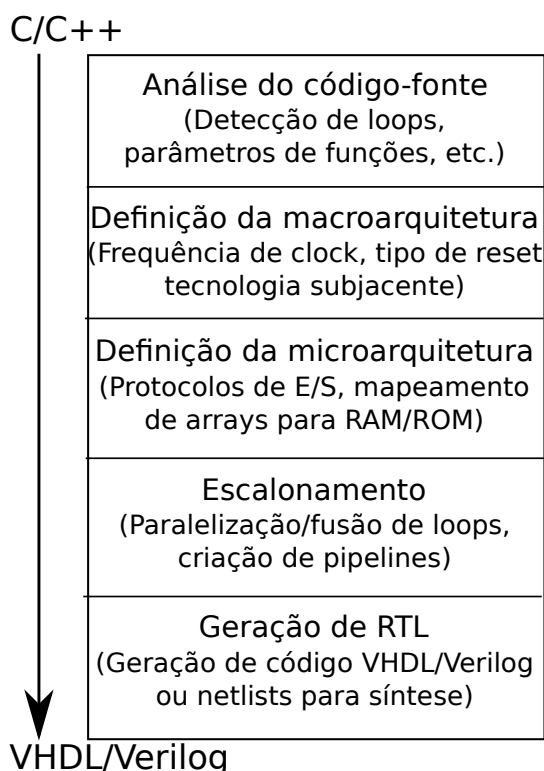 C/C++
Análise do código-fonte
(Detecção de loops,
parâmetros de funções, etc.)
Definição da macroarquitetura
(Frequência de clock, tipo de reset
tecnologia subjacente)
Definição da microarquitetura
(Protocolos de E/S, mapeamento
de arrays para RAM/ROM)
Escalonamento
(Paralelização/fusão de loops,
criação de pipelines)
Geração de RTL
(Geração de código VHDL/Verilog
ou netlists para síntese)
VHDL/Verilog